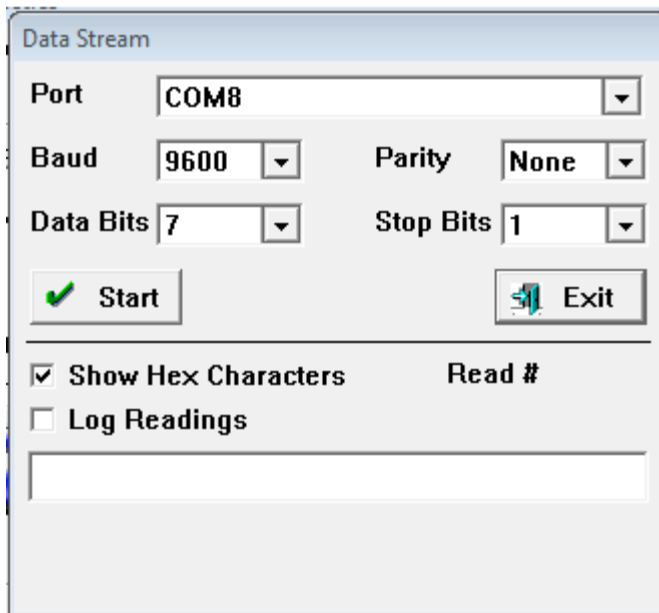 Data Stream
Port COM8
Baud 9600 Parity None
Data Bits 7 Stop Bits 1
Start Exit
Show Hex Characters Read #
Log Readings